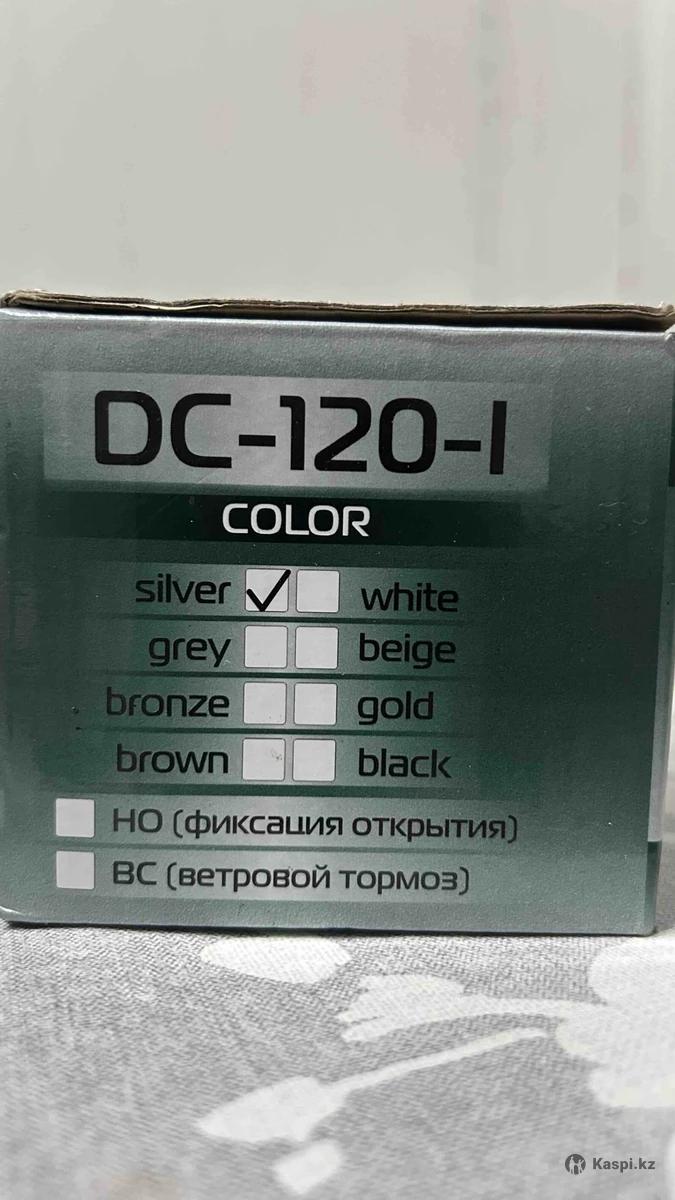 DC-120-I
COLOR
silver white
grey beige
bronze gold
brown black
HO (фиксация открытия)
BC (ветровой тормоз)
Kaspi.kz